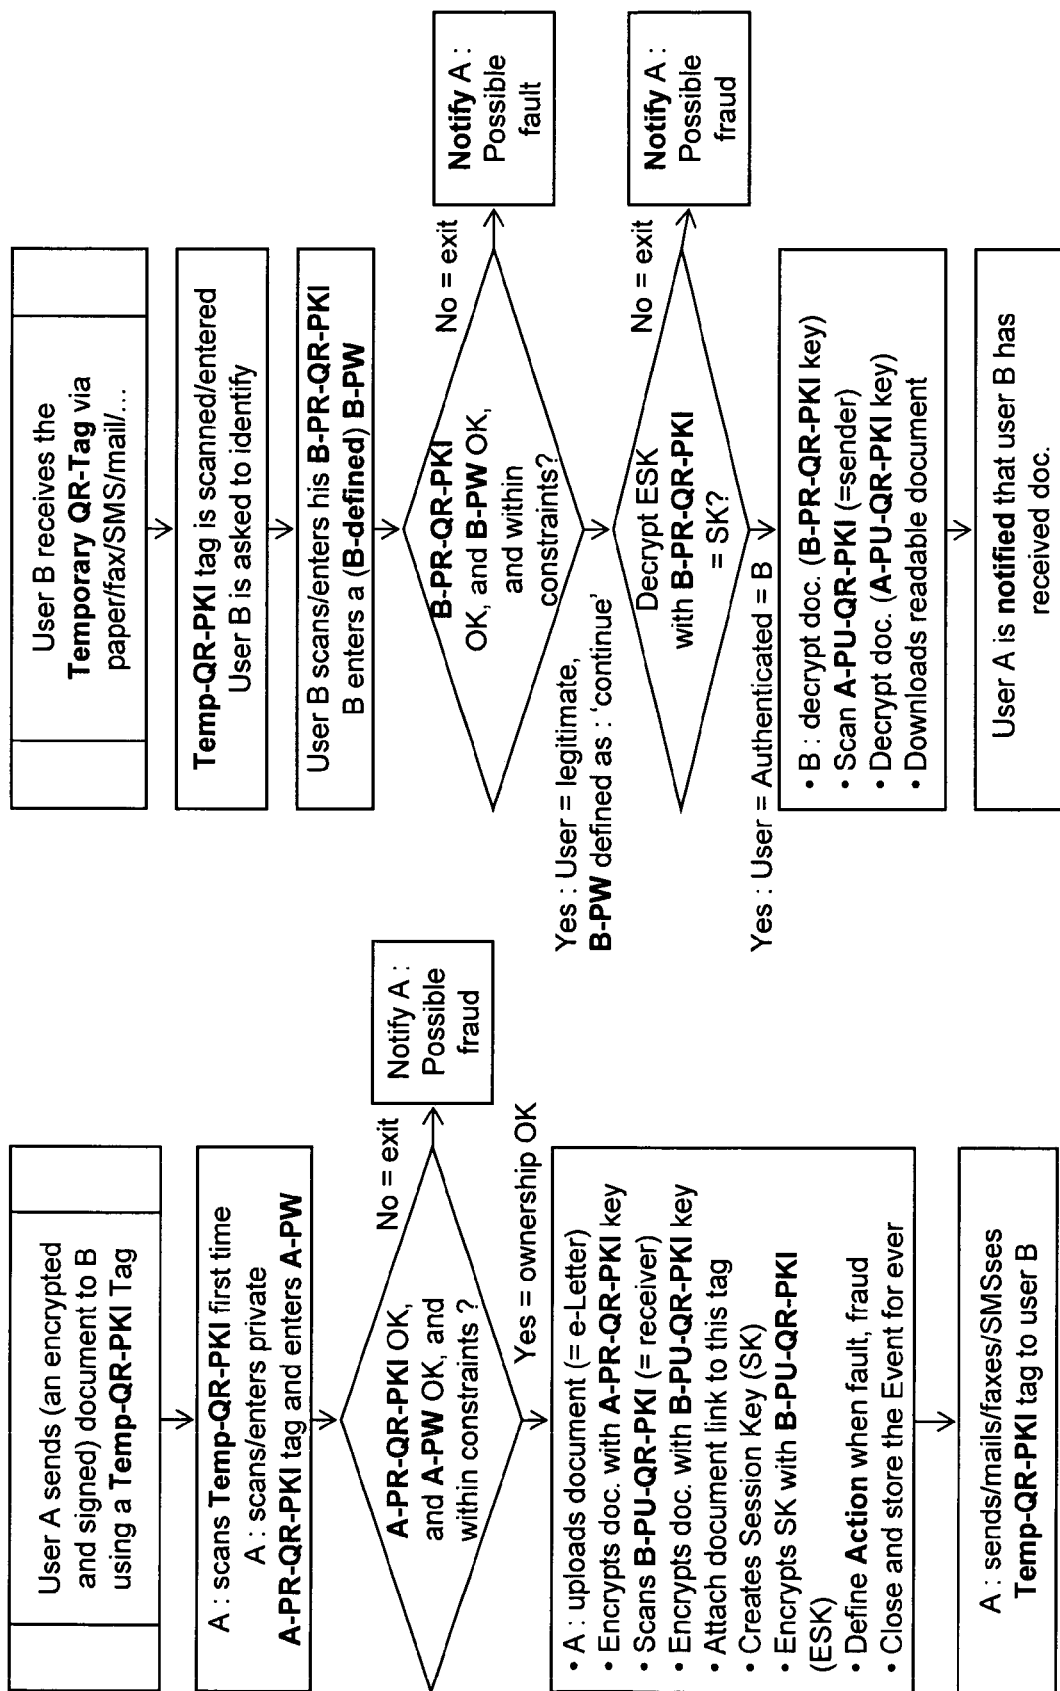 User A sends (an encrypted
and signed) document to B
using a Temp-QR-PKI Tag
A : scans Temp-QR-PKI first time
A : scans/enters private
A-PR-QR-PKI tag and enters A-PW
A-PR-QR-PKI OK,
and A-PW OK, and
within constraints ?
No = exit
Notify A :
Possible
fraud
Yes = ownership OK
• A : uploads document (= e-Letter)
• Encrypts doc. with A-PR-QR-PKI key
• Scans B-PU-QR-PKI (= receiver)
• Encrypts doc. with B-PU-QR-PKI key
• Attach document link to this tag
• Creates Session Key (SK)
• Encrypts SK with B-PU-QR-PKI
(ESK)
• Define Action when fault, fraud
• Close and store the Event for ever
A : sends/mails/faxes/SMSses
Temp-QR-PKI tag to user B
User B receives the
Temporary QR-Tag via
paper/fax/SMS/mail/...
Temp-QR-PKI tag is scanned/entered
User B is asked to identify
User B scans/enters his B-PR-QR-PKI
B enters a (B-defined) B-PW
B-PR-QR-PKI
OK, and B-PW OK,
and within
constraints?
No = exit
Notify A :
Possible
fault
Yes : User = legitimate,
B-PW defined as : 'continue'
Decrypt ESK
with B-PR-QR-PKI
= SK?
No = exit
Notify A :
Possible
fraud
Yes : User = Authenticated = B
• B : decrypt doc. (B-PR-QR-PKI key)
• Scan A-PU-QR-PKI (=sender)
• Decrypt doc. (A-PU-QR-PKI key)
• Downloads readable document
User A is notified that user B has
received doc.